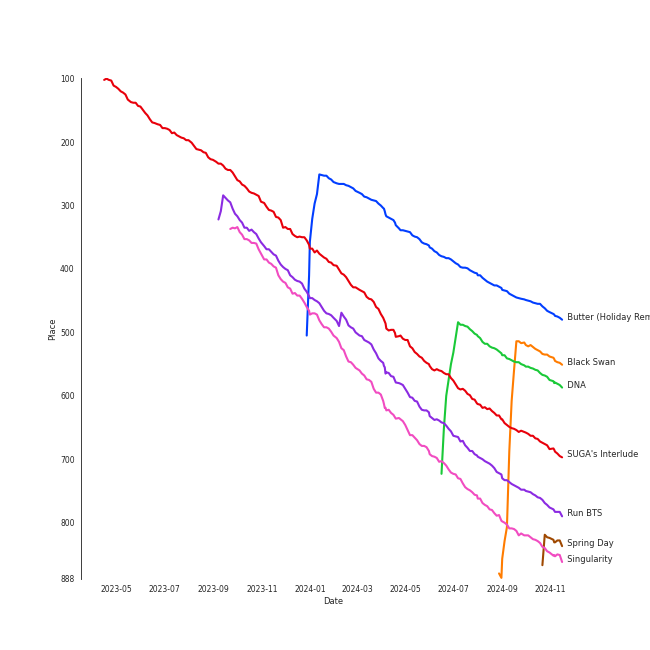 100
200
300
400
500
600
700
800
888
Place
2023-05 2023-07 2023-09 2023-11 2024-01 2024-03 2024-05 2024-07 2024-09 2024-11
Date
Butter (Holiday Rem
Black Swan
DNA
SUGA's Interlude
Run BTS
Spring Day
Singularity